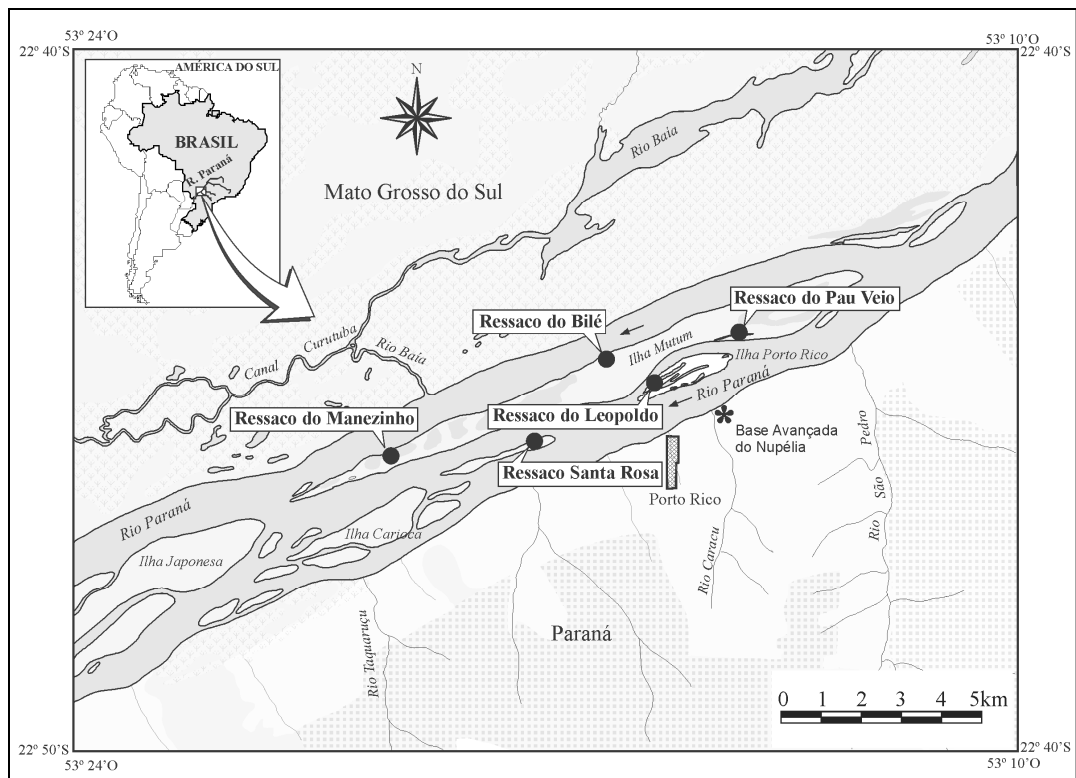 53° 24'O
53° 10'O
22° 40'S
22° 40'S
AMÉRICA DO SUL
BRASIL
R. Paraná
N
Rio Baia
Mato Grosso do Sul
Ressaco do Pau Veio
Ressaco do Bilé
Ilha Mutum
Curutuba
Canal
Rio Baia
Ilha Porto Rico
Rio Paraná
Ressaco do Manezinho
Ressaco do Leopoldo
Base Avançada
do Nupélia
Ressaco Santa Rosa
Porto Rico
Rio São Pedro
Rio Paraná
Ilha Carioca
Ilha Japonesa
Rio Caracu
Rio Taquaruçu
Paraná
0 1 2 3 4 5km
22° 50'S
22° 40'S
53° 24'O
53° 10'O